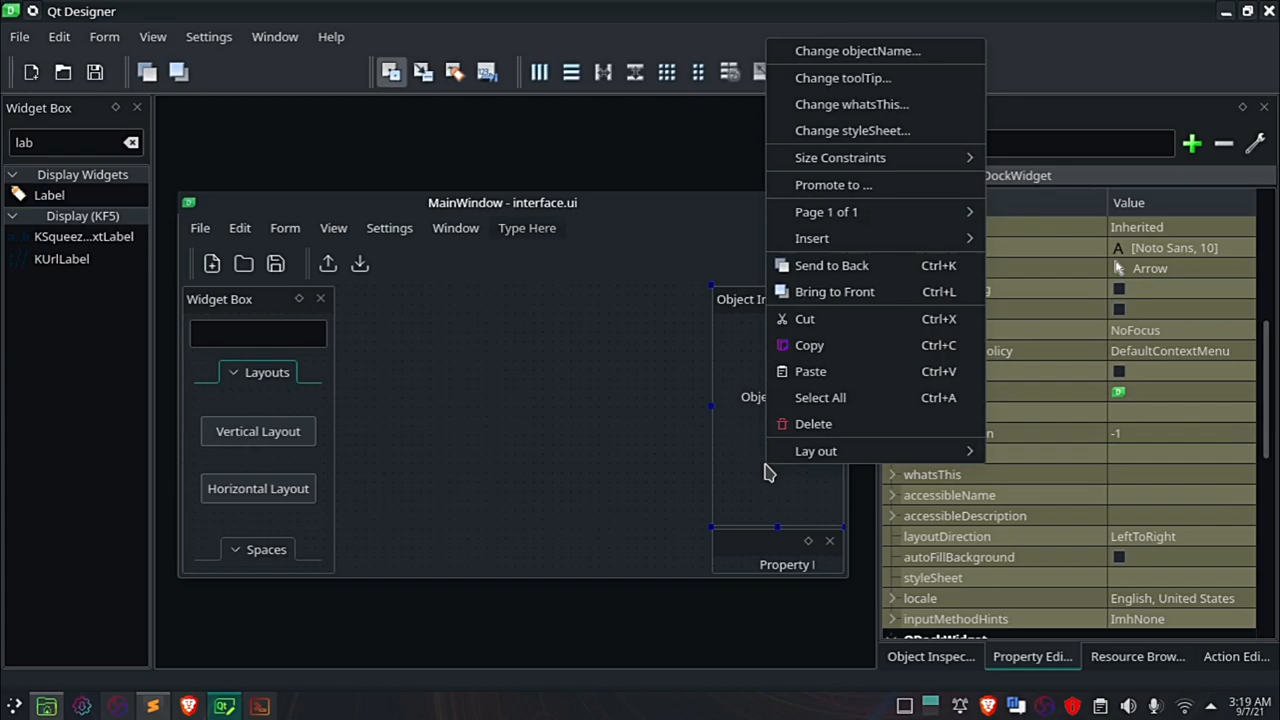 Qt Designer
File Edit Form View Settings Window Help
Widget Box
lab
Display Widgets
Label
Display (KF5)
KSqueez...xtLabel
KUrlLabel
MainWindow - interface.ui
File Edit Form View Settings Window Type Here
Widget Box
Layouts
Vertical Layout
Horizontal Layout
Spaces
Object In
Obje
Property I
Change objectName...
Change toolTip...
Change whatsThis...
Change styleSheet...
Size Constraints
Promote to ...
Page 1 of 1
Insert
Send to Back Ctrl+K
Bring to Front Ctrl+L
Cut Ctrl+X
Copy Ctrl+C
Paste Ctrl+V
Select All Ctrl+A
Delete
Lay out
DockWidget
Value
Inherited
A [Noto Sans, 10]
Arrow
g
NoFocus
olicy DefaultContextMenu
n -1
whatsThis
accessibleName
accessibleDescription
layoutDirection LeftToRight
autoFillBackground
styleSheet
locale English, United States
inputMethodHints ImhNone
QDockWidget
Object Inspec... Property Edi... Resource Brow... Action Edi...
3:19 AM
9/7/21